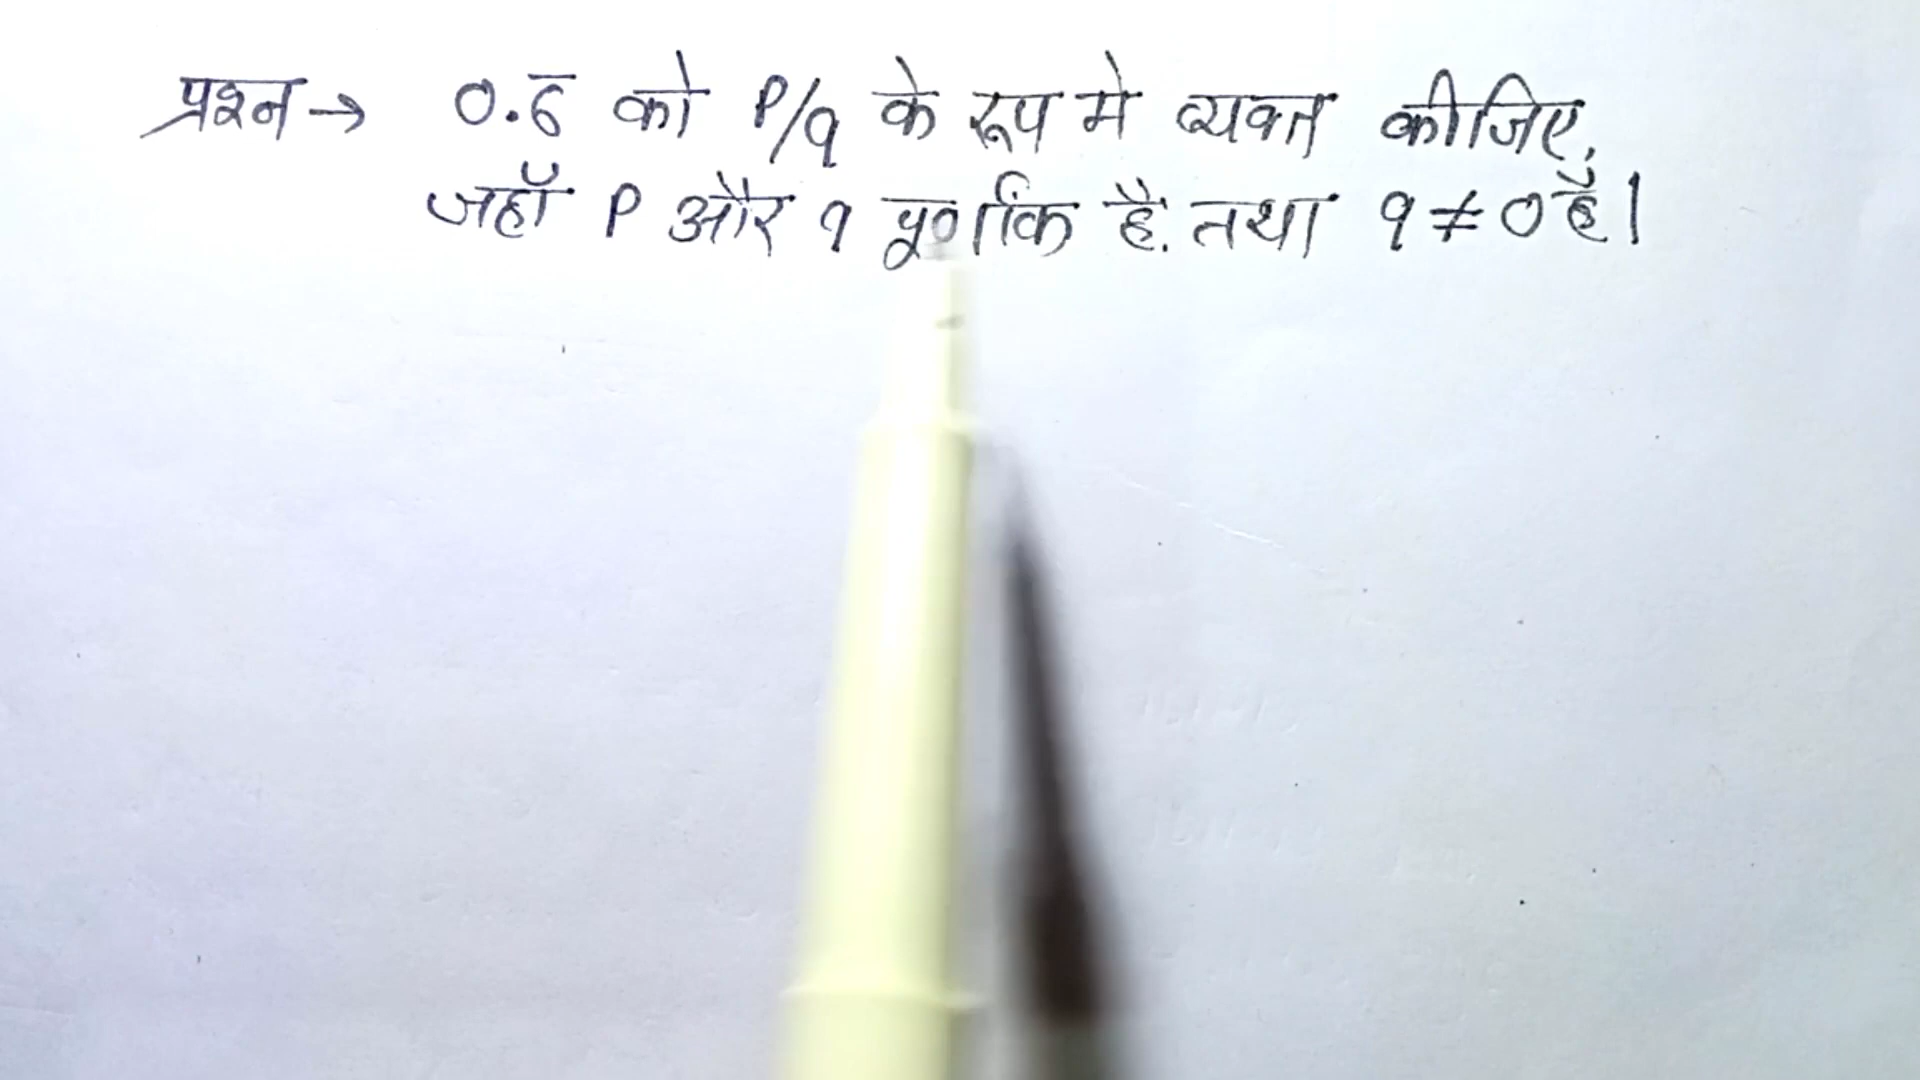 प्रश्न → 0.6̅ को P/q के रूप मे व्यक्त कीजिए,
जहाँ P और q पूर्णांक है. तथा q ≠ 0 है।